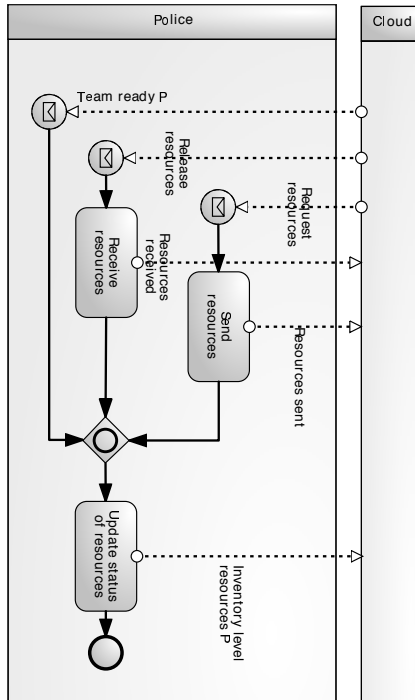 Police
Cloud
Team ready P
Release
resources
Request
resources
Receive
resources
Resources
received
Send
resources
Resources sent
Update status
of resources
Inventory level
resources P